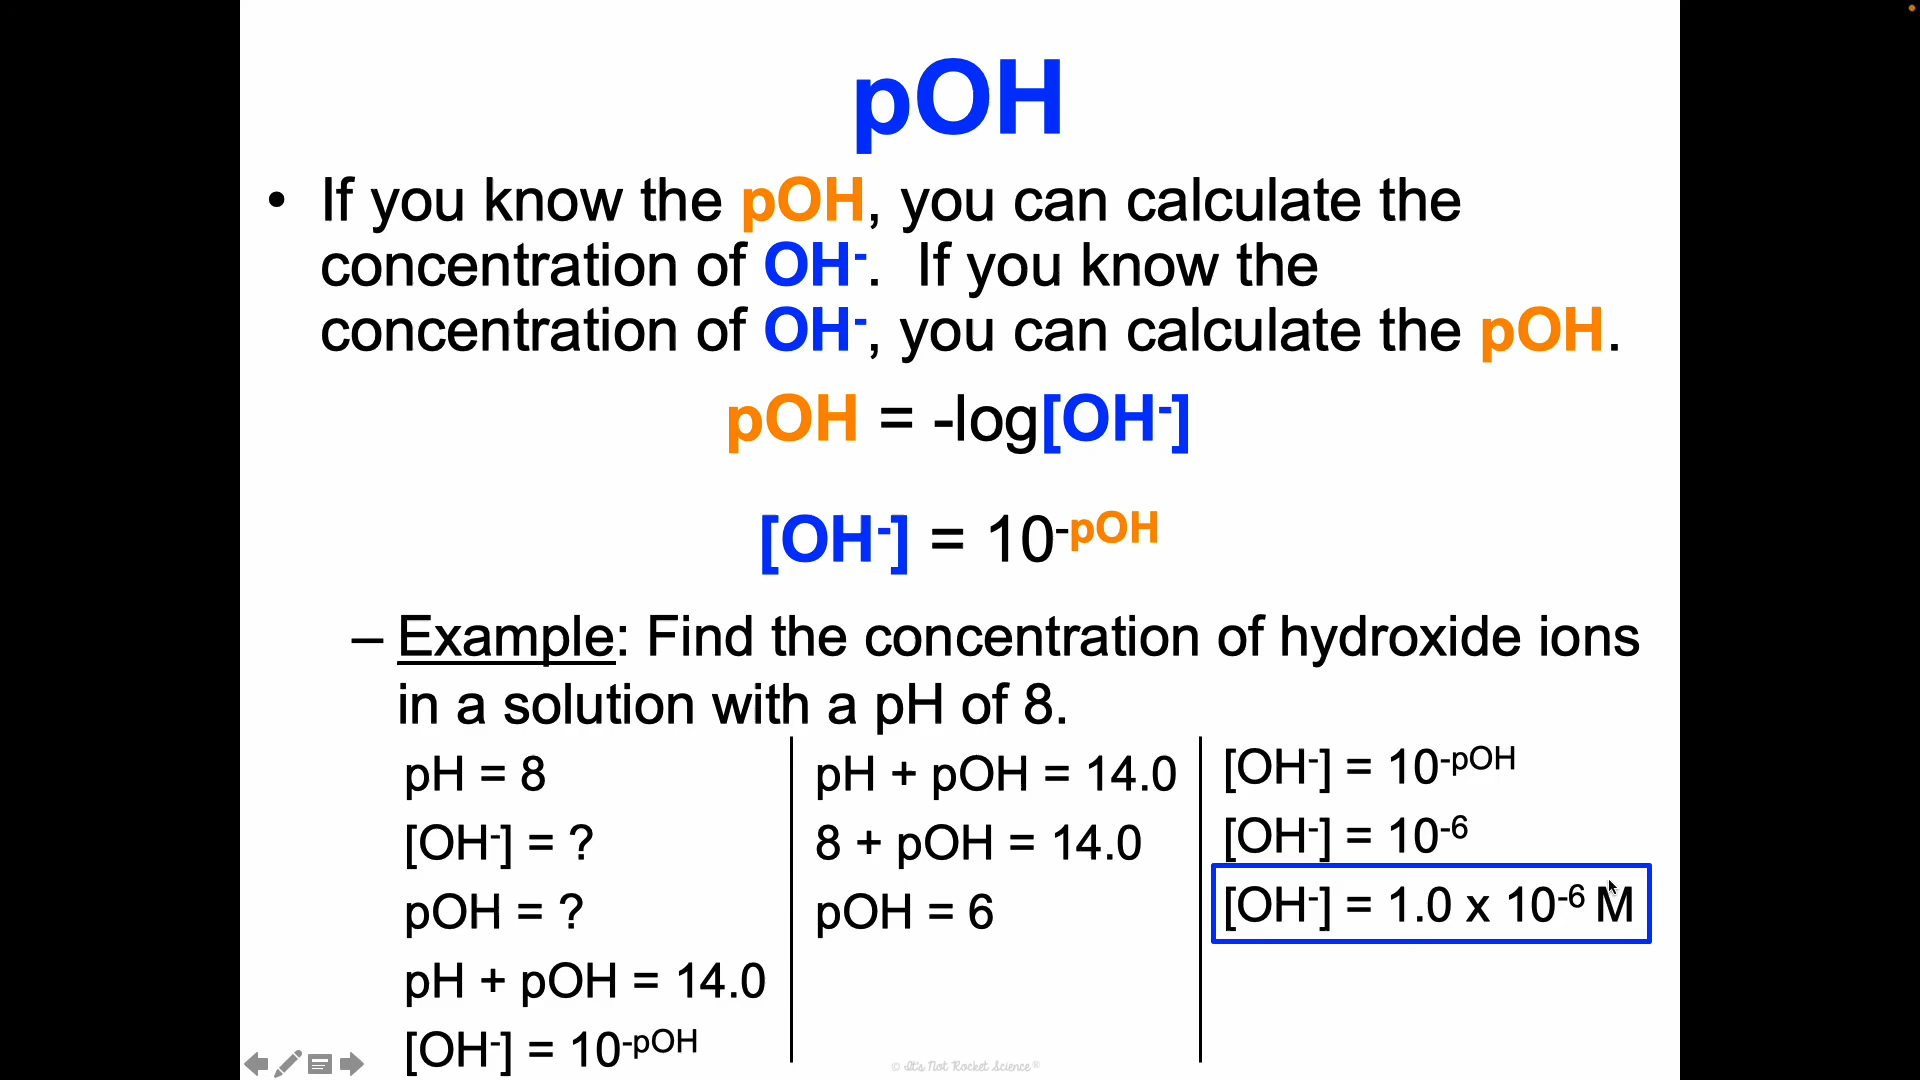 pOH
• If you know the pOH, you can calculate the
concentration of OH⁻. If you know the
concentration of OH⁻, you can calculate the pOH.
pOH = -log[OH⁻]
[OH⁻] = 10⁻ᵖᴼᴴ
– Example: Find the concentration of hydroxide ions
in a solution with a pH of 8.
pH = 8
[OH⁻] = ?
pOH = ?
pH + pOH = 14.0
[OH⁻] = 10⁻ᵖᴼᴴ
pH + pOH = 14.0
8 + pOH = 14.0
pOH = 6
[OH⁻] = 10⁻ᵖᴼᴴ
[OH⁻] = 10⁻⁶
[OH⁻] = 1.0 x 10⁻⁶ M
© It's Not Rocket Science®